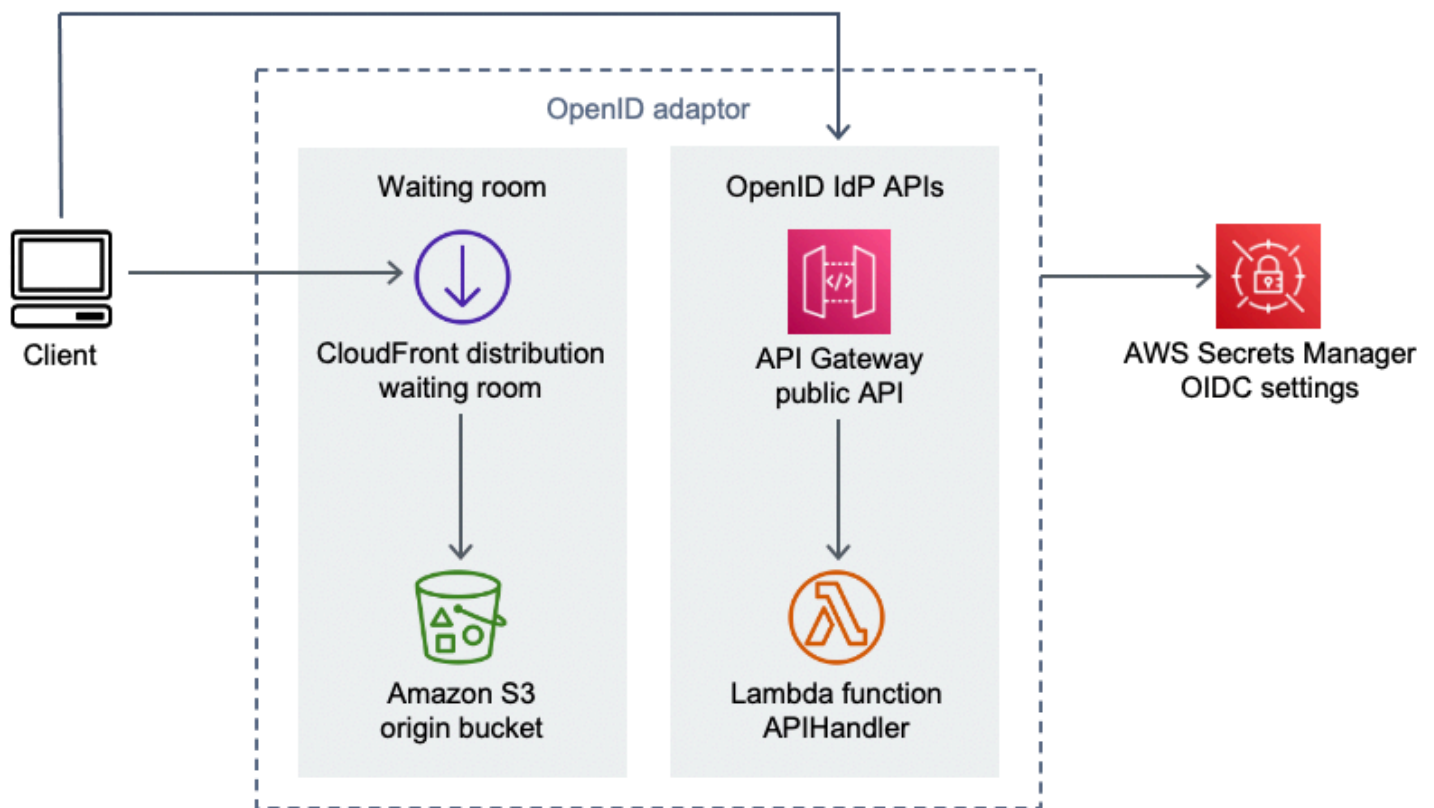 OpenID adaptor
Waiting room
OpenID IdP APIs
</>
Client
CloudFront distribution
waiting room
API Gateway
public API
AWS Secrets Manager
OIDC settings
Amazon S3
origin bucket
Lambda function
APIHandler